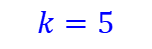 k = 5